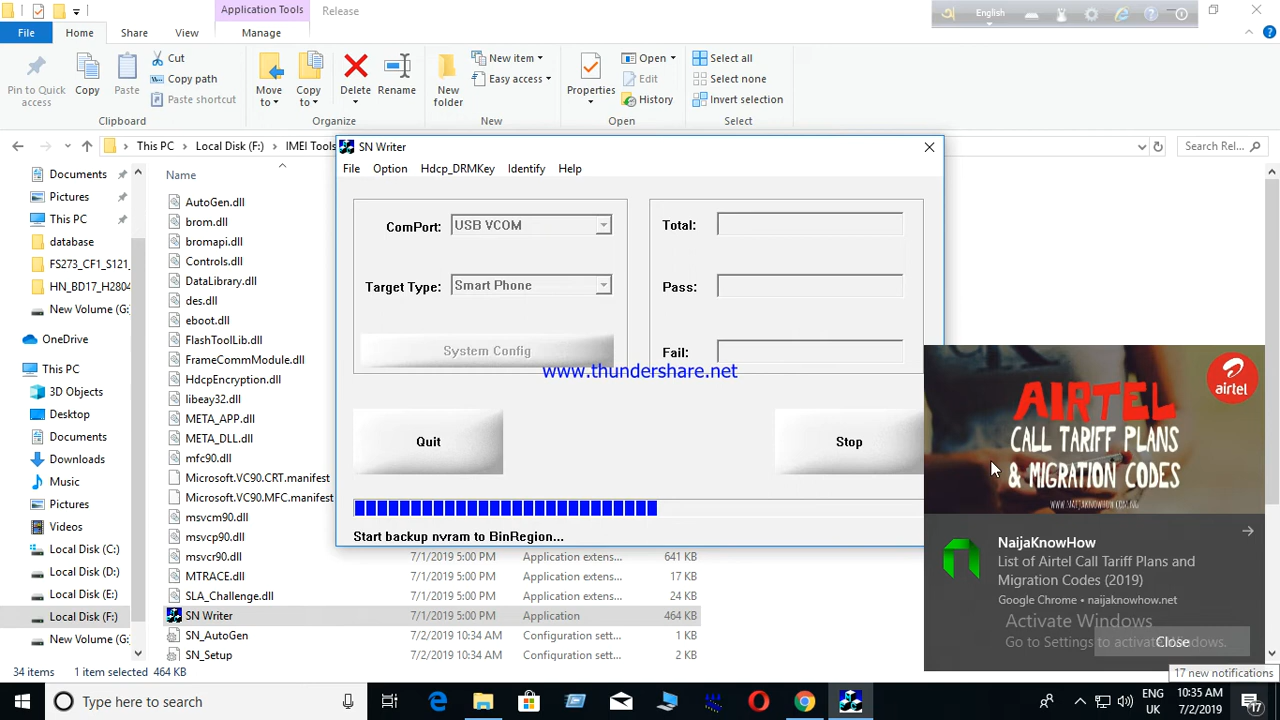 Application Tools
Release
English
File
Home
Share
View
Manage
Pin to Quick access
Copy
Paste
Cut
Copy path
Paste shortcut
Clipboard
Move to
Copy to
Delete
Rename
Organize
New folder
New item
Easy access
New
Properties
Open
Edit
History
Open
Select all
Select none
Invert selection
Select
This PC > Local Disk (F:) > IMEI Tools
Search Rel...
Documents
Pictures
This PC
database
FS273_CF1_S121_
HN_BD17_H2804
New Volume (G:
OneDrive
This PC
3D Objects
Desktop
Documents
Downloads
Music
Pictures
Videos
Local Disk (C:)
Local Disk (D:)
Local Disk (E:)
Local Disk (F:)
New Volume (G:
Name
AutoGen.dll
brom.dll
bromapi.dll
Controls.dll
DataLibrary.dll
des.dll
eboot.dll
FlashToolLib.dll
FrameCommModule.dll
HdcpEncryption.dll
libeay32.dll
META_APP.dll
META_DLL.dll
mfc90.dll
Microsoft.VC90.CRT.manifest
Microsoft.VC90.MFC.manifest
msvcm90.dll
msvcp90.dll
msvcr90.dll 7/1/2019 5:00 PM Application extens... 641 KB
MTRACE.dll 7/1/2019 5:00 PM Application extens... 17 KB
SLA_Challenge.dll 7/1/2019 5:00 PM Application extens... 24 KB
SN Writer 7/1/2019 5:00 PM Application 464 KB
SN_AutoGen 7/2/2019 10:34 AM Configuration sett... 1 KB
SN_Setup 7/2/2019 10:34 AM Configuration sett... 2 KB
34 items 1 item selected 464 KB
SN Writer
File Option Hdcp_DRMKey Identify Help
ComPort: USB VCOM
Target Type: Smart Phone
System Config
Total:
Pass:
Fail:
www.thundershare.net
Quit
Stop
Start backup nvram to BinRegion...
airtel
AIRTEL
CALL TARIFF PLANS
& MIGRATION CODES
WWW.NAIJAKNOWHOW.COM.NG
NaijaKnowHow
List of Airtel Call Tariff Plans and
Migration Codes (2019)
Google Chrome • naijaknowhow.net
Activate Windows
Go to Settings to activate Windows.
Close
17 new notifications
Type here to search
ENG
UK
10:35 AM
7/2/2019
17